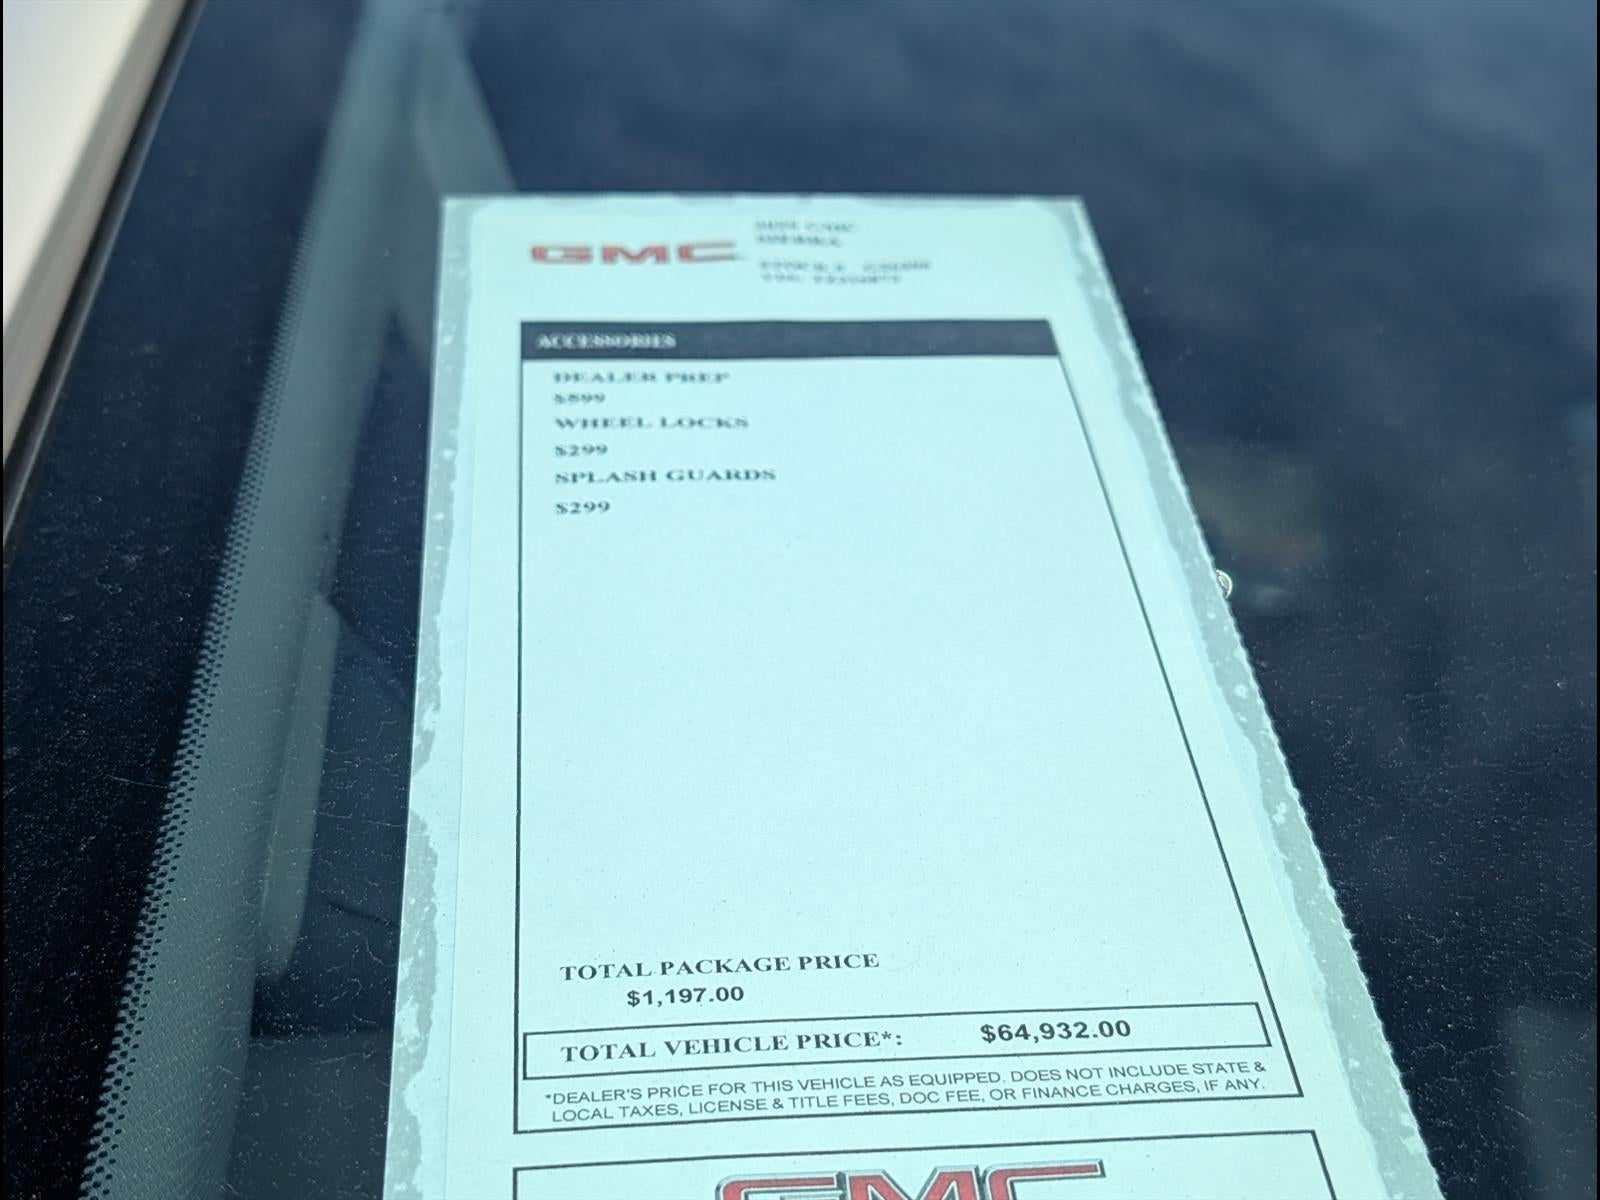 GMC
ACCESSORIES
DEALER PREP
$599
WHEEL LOCKS
$299
SPLASH GUARDS
$299
TOTAL PACKAGE PRICE
$1,197.00
TOTAL VEHICLE PRICE*: $64,932.00
*DEALER'S PRICE FOR THIS VEHICLE AS EQUIPPED. DOES NOT INCLUDE STATE &
LOCAL TAXES, LICENSE & TITLE FEES, DOC FEE, OR FINANCE CHARGES, IF ANY.
GMC